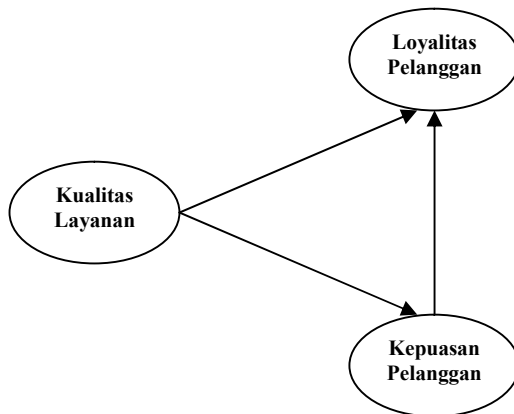 Loyalitas
Pelanggan
Kualitas
Layanan
Kepuasan
Pelanggan